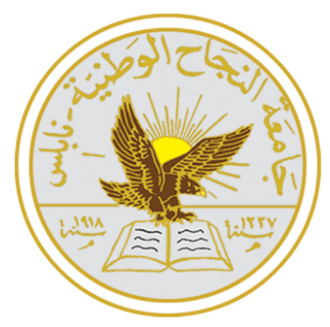 جامعة النجاح الوطنية - نابلس
سنة ١٣٣٧
سنة ١٩١٨ م